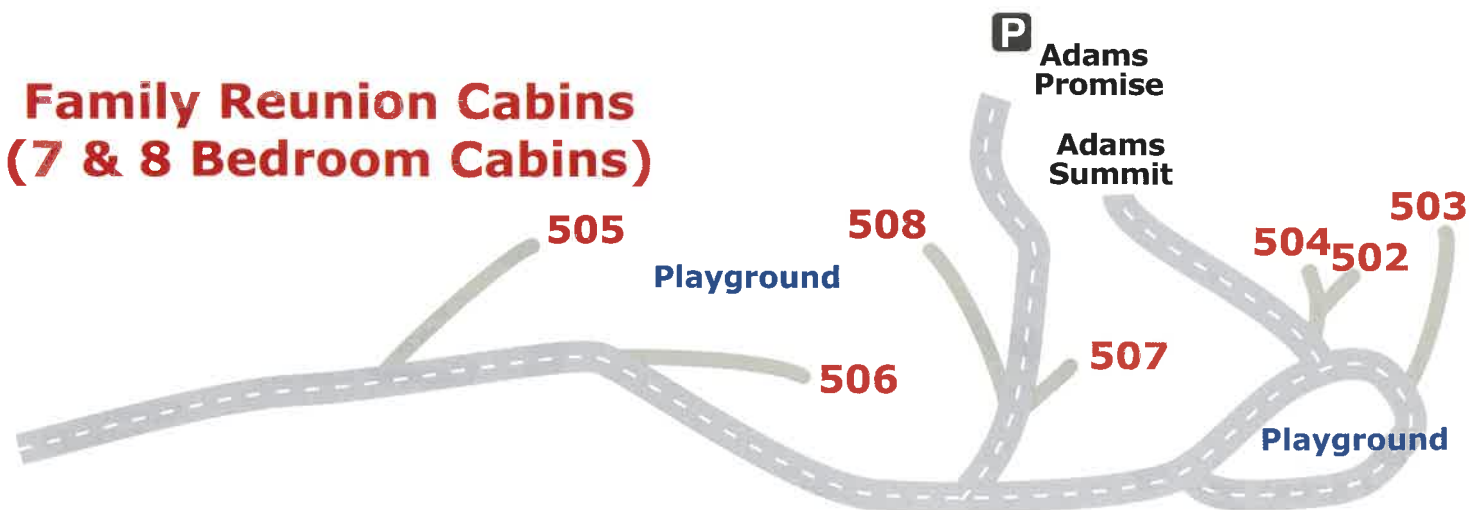 P
Adams
Promise
Family Reunion Cabins
(7 & 8 Bedroom Cabins)
Adams
Summit
505
508
503
504
502
Playground
507
506
Playground